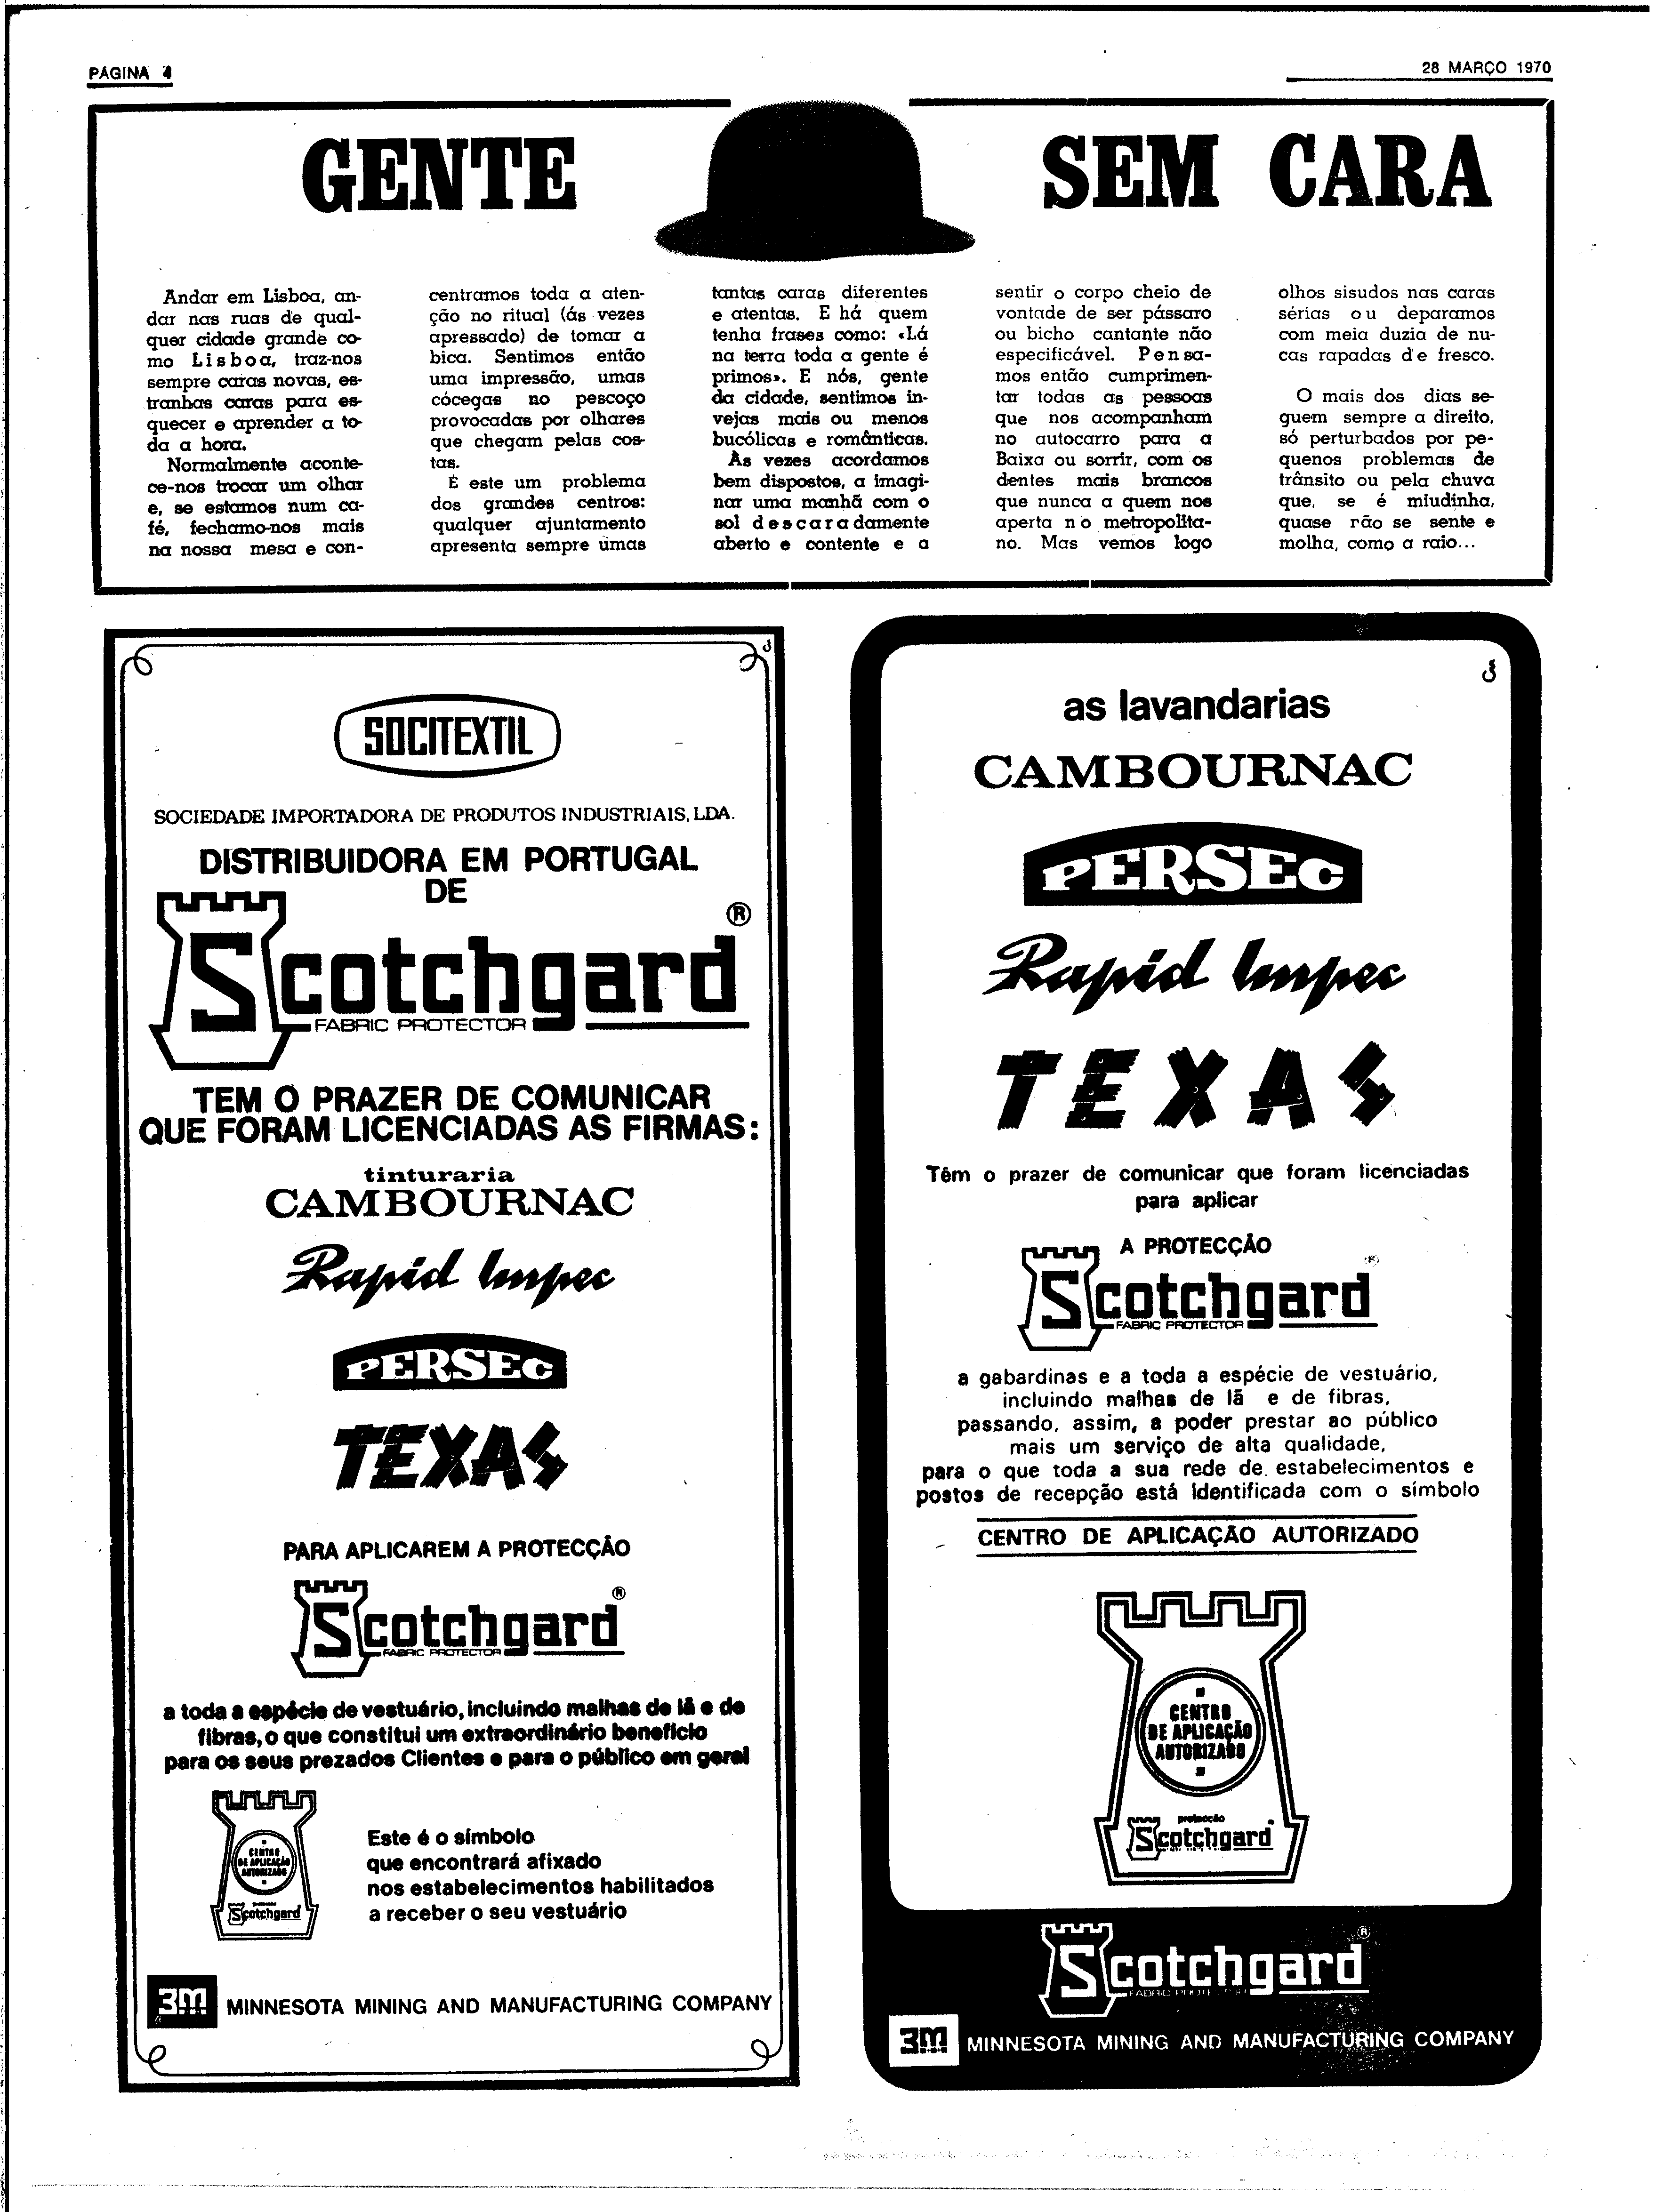 PÁGINA 4
28 MARÇO 1970
GENTE SEM CARA
Andar em Lisboa, an-
dar nas ruas de qual-
quer cidade grande co-
mo Lisboa, traz-nos
sempre caras novas, es-
tranhas caras para es-
quecer e aprender a to-
da a hora.
Normalmente aconte-
ce-nos trocar um olhar
e, se estamos num ca-
fé, fechamo-nos mais
na nossa mesa e con-
centramos toda a aten-
ção no ritual (ás vezes
apressado) de tomar a
bica. Sentimos então
uma impressão, umas
cócegas no pescoço
provocadas por olhares
que chegam pelas cos-
tas.
É este um problema
dos grandes centros:
qualquer ajuntamento
apresenta sempre umas
tantas caras diferentes
e atentas. E há quem
tenha frases como: «Lá
na terra toda a gente é
primos». E nós, gente
da cidade, sentimos in-
vejas mais ou menos
bucólicas e românticas.
Às vezes acordamos
bem dispostos, a imagi-
nar uma manhã com o
sol descaradamente
aberto e contente e a
sentir o corpo cheio de
vontade de ser pássaro
ou bicho cantante não
especificável. Pensa-
mos então cumprimen-
tar todas as pessoas
que nos acompanham
no autocarro para a
Baixa ou sorrir, com os
dentes mais brancos
que nunca a quem nos
aperta no metropolita-
no. Mas vemos logo
olhos sisudos nas caras
sérias ou deparamos
com meia duzia de nu-
cas rapadas de fresco.
O mais dos dias se-
guem sempre a direito,
só perturbados por pe-
quenos problemas de
trânsito ou pela chuva
que, se é miudinha,
quase rão se sente e
molha, como a raio...
SOCITEXTIL
SOCIEDADE IMPORTADORA DE PRODUTOS INDUSTRIAIS, LDA.
DISTRIBUIDORA EM PORTUGAL
DE
Scotchgard ®
FABRIC PROTECTOR
TEM O PRAZER DE COMUNICAR
QUE FORAM LICENCIADAS AS FIRMAS:
tinturaria
CAMBOURNAC
Rapid Impec
PERSEC
TEXAS
PARA APLICAREM A PROTECÇÃO
Scotchgard ®
FABRIC PROTECTOR
a toda a espécie de vestuário, incluindo malhas de lã e de
fibras, o que constitui um extraordinário benefício
para os seus prezados Clientes e para o público em geral
CENTRO
DE APLICAÇÃO
AUTORIZADO
Scotchgard
Este é o símbolo
que encontrará afixado
nos estabelecimentos habilitados
a receber o seu vestuário
3M MINNESOTA MINING AND MANUFACTURING COMPANY
as lavandarias
CAMBOURNAC
PERSEC
Rapid Impec
TEXAS
Têm o prazer de comunicar que foram licenciadas
para aplicar
A PROTECÇÃO
Scotchgard ®
FABRIC PROTECTOR
a gabardinas e a toda a espécie de vestuário,
incluindo malhas de lã e de fibras,
passando, assim, a poder prestar ao público
mais um serviço de alta qualidade,
para o que toda a sua rede de estabelecimentos e
postos de recepção está identificada com o símbolo
CENTRO DE APLICAÇÃO AUTORIZADO
CENTRO
DE APLICAÇÃO
AUTORIZADO
protecção
Scotchgard
Scotchgard ®
FABRIC PROTECTOR
3M MINNESOTA MINING AND MANUFACTURING COMPANY